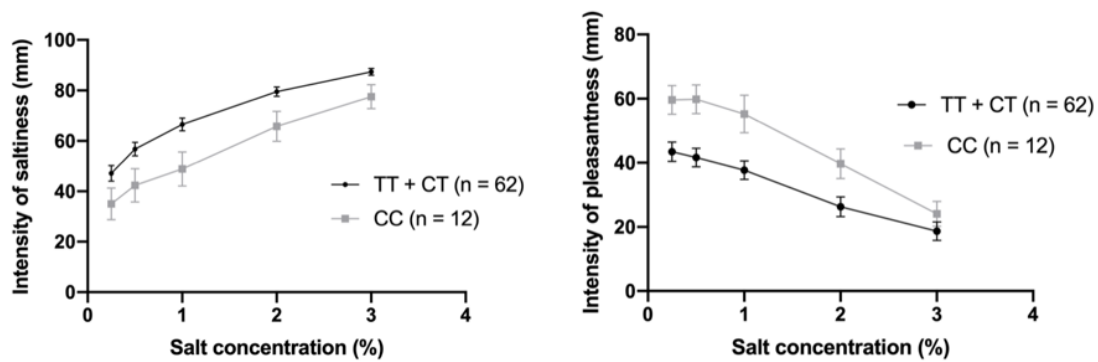 Intensity of saltiness (mm)
100
80
60
40
20
0
0
1
2
3
4
Salt concentration (%)
TT + CT (n = 62)
CC (n = 12)
Intensity of pleasantness (mm)
80
60
40
20
0
0
1
2
3
4
Salt concentration (%)
TT + CT (n = 62)
CC (n = 12)